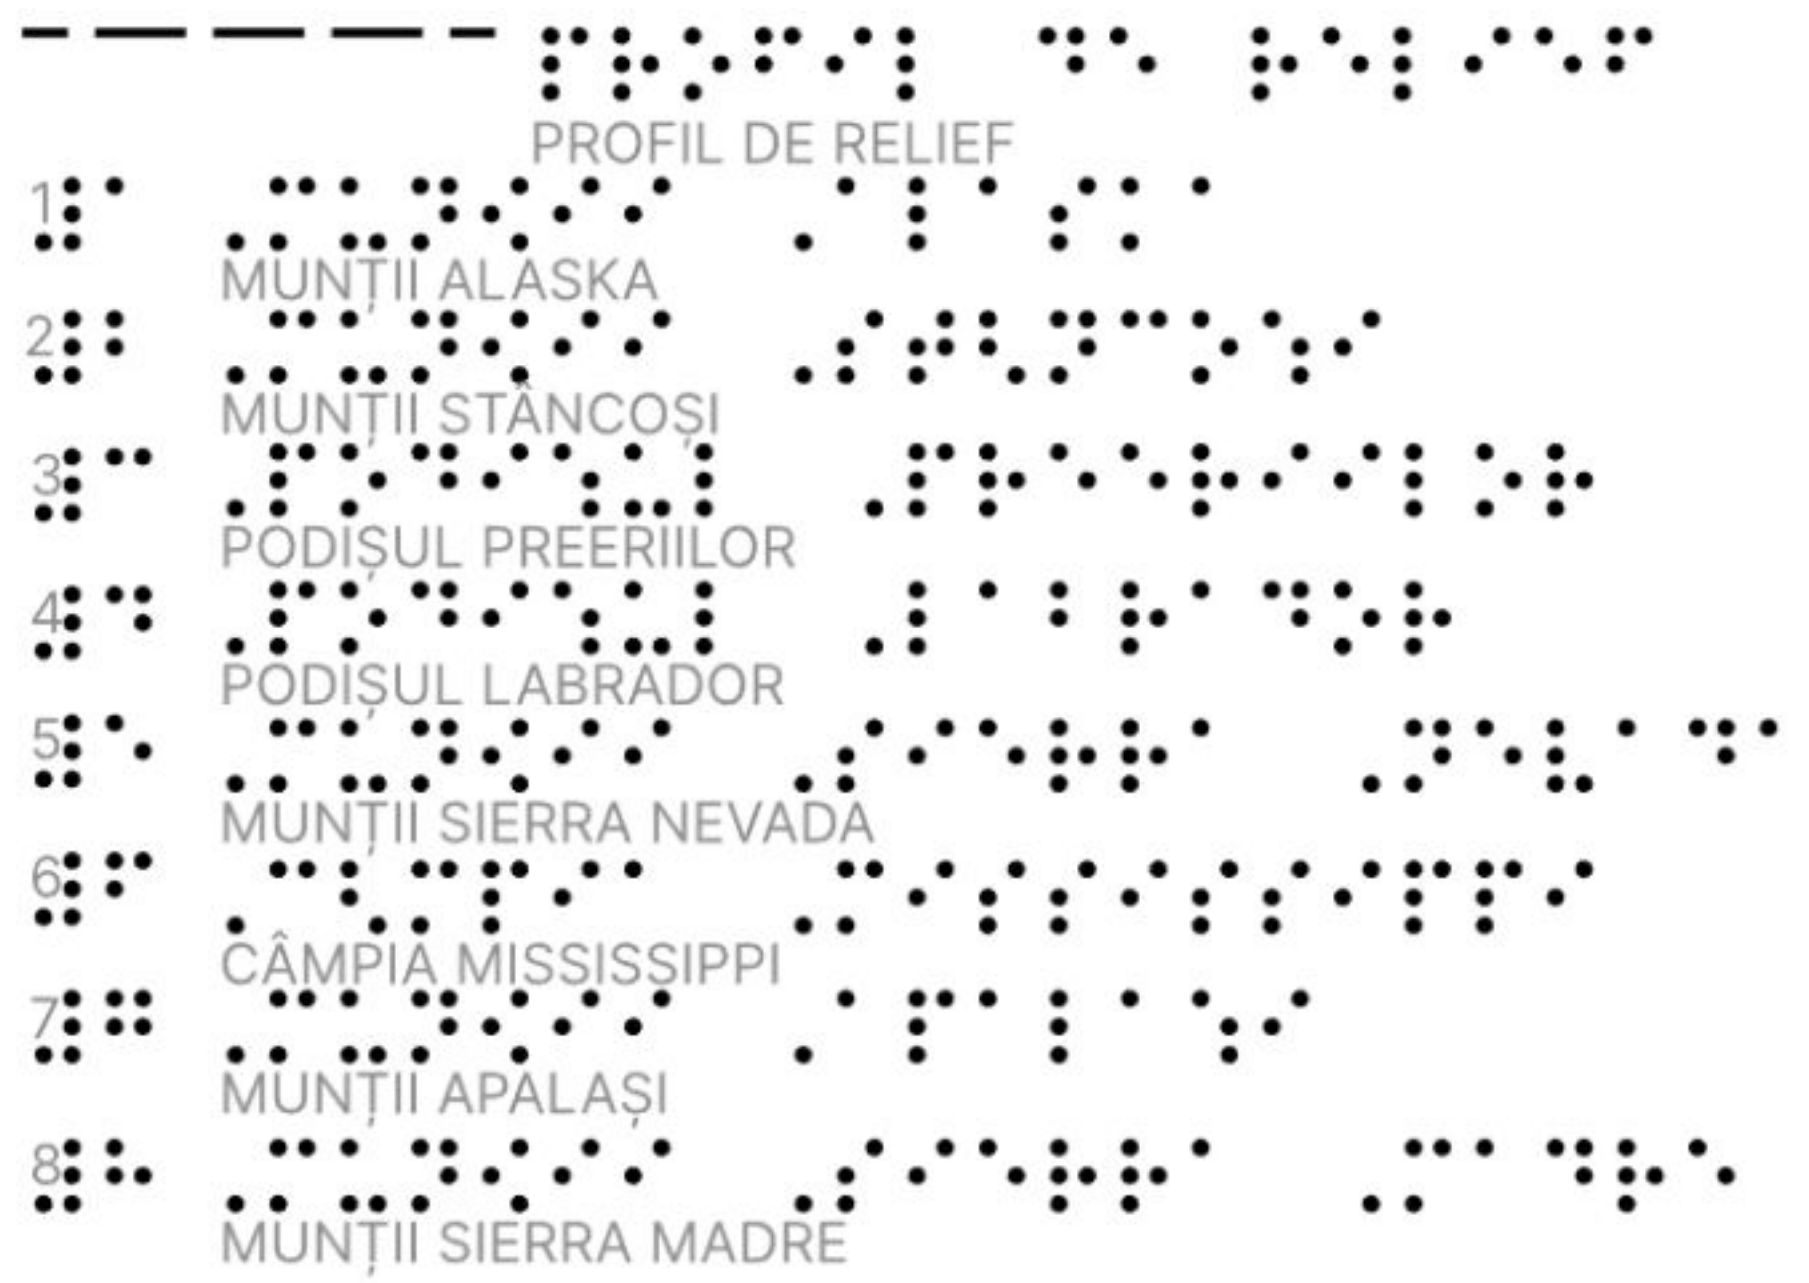 PROFIL DE RELIEF
1 MUNȚII ALASKA
2 MUNȚII STÂNCOȘI
3 PODIȘUL PREERIILOR
4 PODIȘUL LABRADOR
5 MUNȚII SIERRA NEVADA
6 CÂMPIA MISSISSIPPI
7 MUNȚII APALAȘI
8 MUNȚII SIERRA MADRE